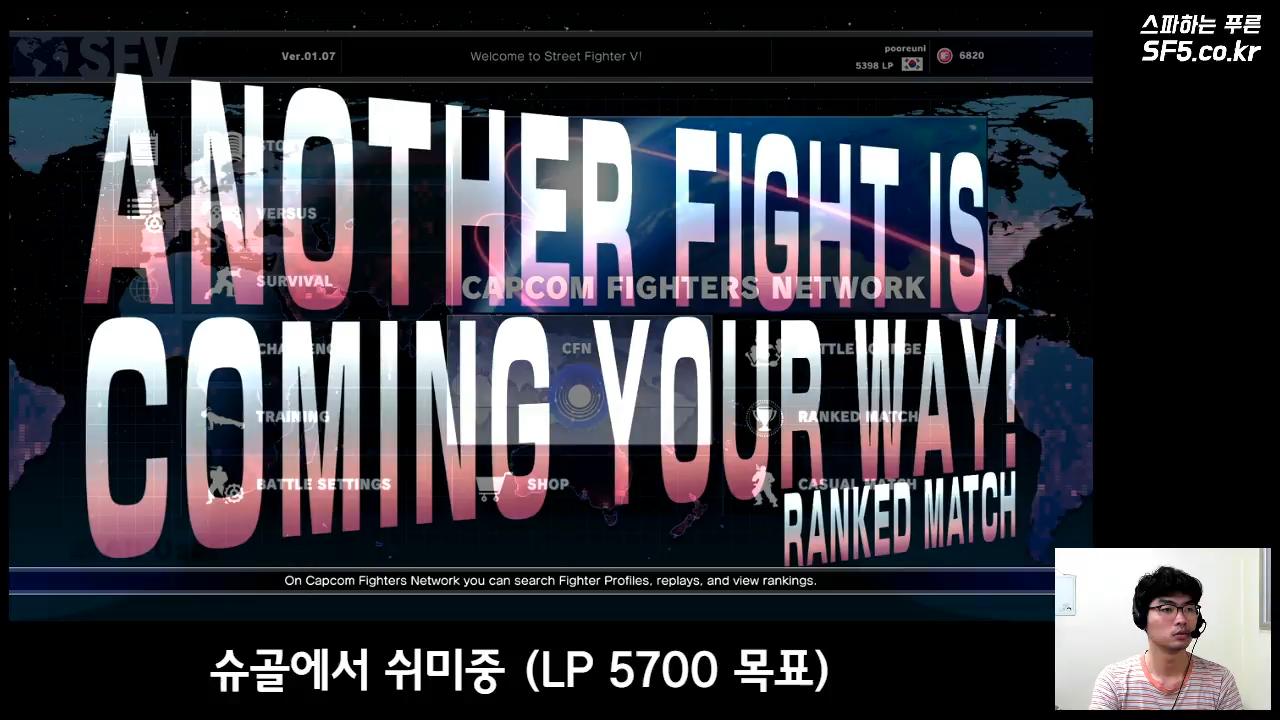 스파하는 푸른
SF5.co.kr
SFV
Ver.01.07
Welcome to Street Fighter V!
pooreuni
5398 LP
6820
ANOTHER FIGHT IS
COMING YOUR WAY!
RANKED MATCH
VERSUS
SURVIVAL
CAPCOM FIGHTERS NETWORK
CFN
TRAINING
RANKED MATCH
BATTLE SETTINGS
SHOP
CASUAL MATCH
On Capcom Fighters Network you can search Fighter Profiles, replays, and view rankings.
슈골에서 쉬미중 (LP 5700 목표)